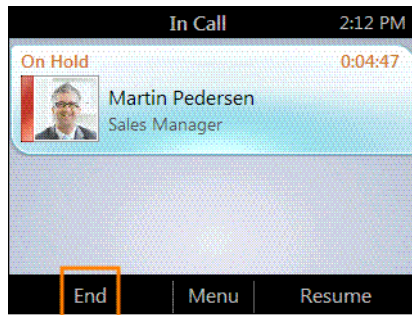 In Call 2:12 PM
On Hold 0:04:47
Martin Pedersen
Sales Manager
End Menu Resume